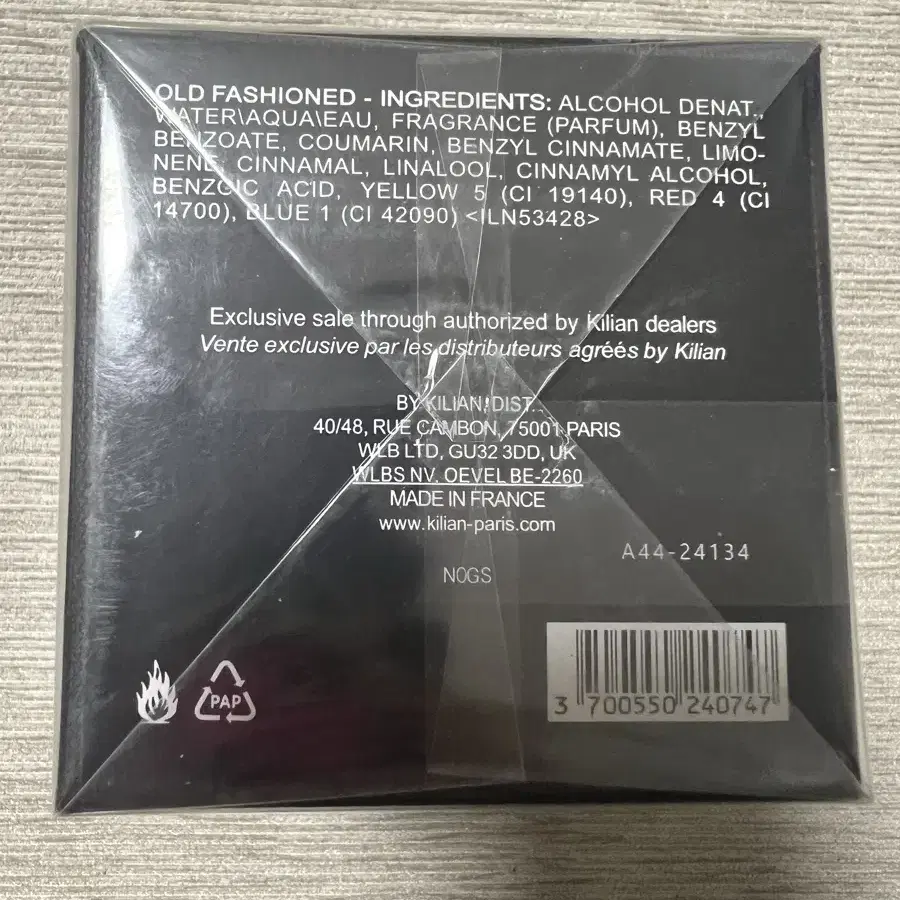 OLD FASHIONED - INGREDIENTS: ALCOHOL DENAT.,
WATER\AQUA\EAU, FRAGRANCE (PARFUM), BENZYL
BENZOATE, COUMARIN, BENZYL CINNAMATE, LIMO-
NENE, CINNAMAL, LINALOOL, CINNAMYL ALCOHOL,
BENZOIC ACID, YELLOW 5 (CI 19140), RED 4 (CI
14700), BLUE 1 (CI 42090) <ILN53428>
Exclusive sale through authorized by Kilian dealers
Vente exclusive par les distributeurs agréés by Kilian
BY KILIAN DIST.
40/48, RUE CAMBON, 75001 PARIS
WLB LTD, GU32 3DD, UK
WLBS NV. OEVEL BE-2260
MADE IN FRANCE
www.kilian-paris.com
A44-24134
N0GS
PAP
3 700550 240747